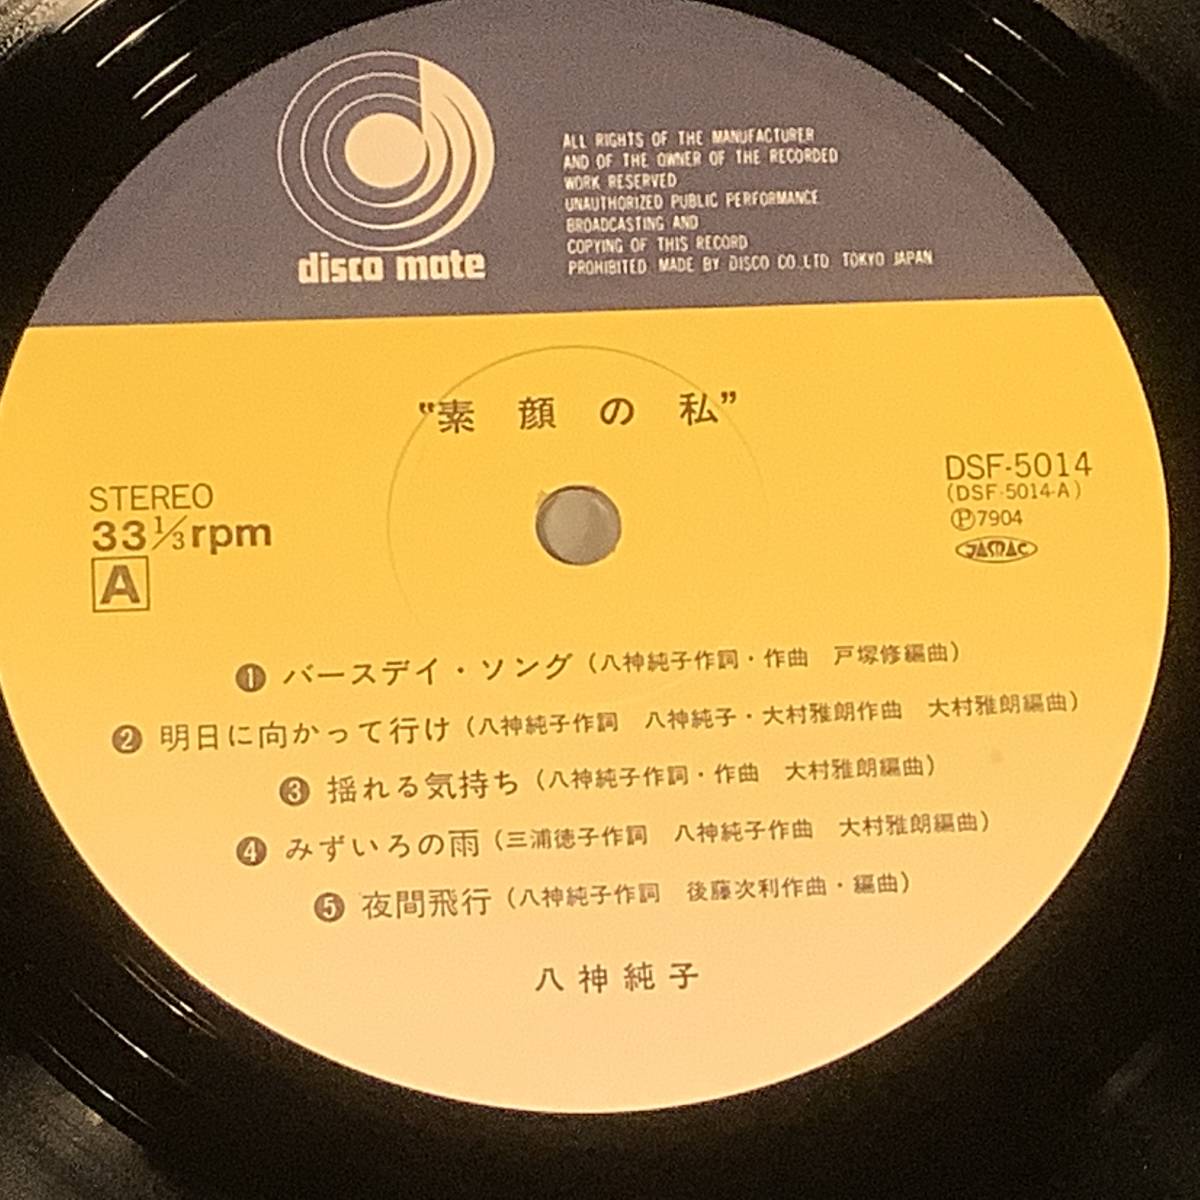 disco mate
ALL RIGHTS OF THE MANUFACTURER
AND OF THE OWNER OF THE RECORDED
WORK RESERVED
UNAUTHORIZED PUBLIC PERFORMANCE
BROADCASTING AND
COPYING OF THIS RECORD
PROHIBITED MADE BY DISCO CO.,LTD TOKYO JAPAN
"素顔の私"
STEREO
33 1/3 rpm
A
DSF-5014
(DSF-5014-A)
Ⓟ7904
JASRAC
❶ バースデイ・ソング (八神純子作詞・作曲 戸塚修編曲)
❷ 明日に向かって行け (八神純子作詞 八神純子・大村雅朗作曲 大村雅朗編曲)
❸ 揺れる気持ち (八神純子作詞・作曲 大村雅朗編曲)
❹ みずいろの雨 (三浦徳子作詞 八神純子作曲 大村雅朗編曲)
❺ 夜間飛行 (八神純子作詞 後藤次利作曲・編曲)
八神純子